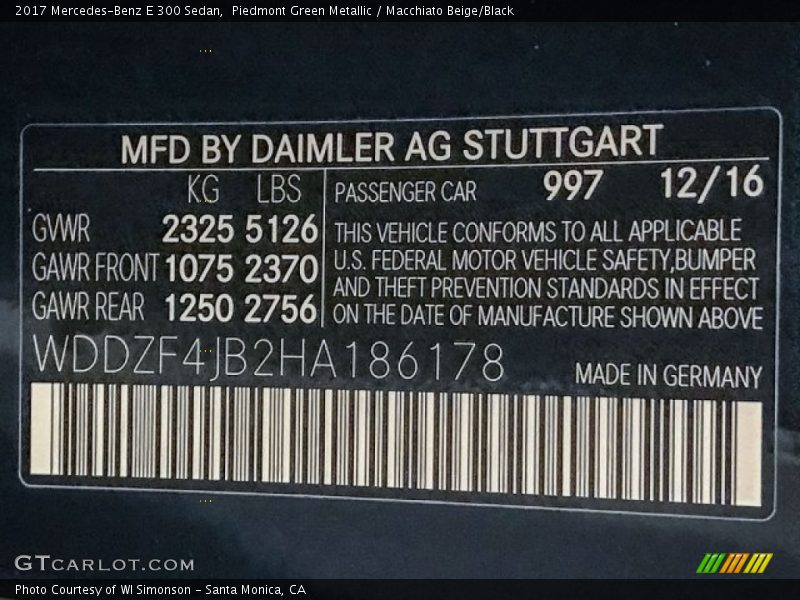 2017 Mercedes-Benz E 300 Sedan,  Piedmont Green Metallic / Macchiato Beige/Black
MFD BY DAIMLER AG STUTTGART
KG LBS
GVWR 2325 5126
GAWR FRONT 1075 2370
GAWR REAR 1250 2756
PASSENGER CAR 997 12/16
THIS VEHICLE CONFORMS TO ALL APPLICABLE
U.S. FEDERAL MOTOR VEHICLE SAFETY,BUMPER
AND THEFT PREVENTION STANDARDS IN EFFECT
ON THE DATE OF MANUFACTURE SHOWN ABOVE
WDDZF4JB2HA186178
MADE IN GERMANY
GTCARLOT.COM
Photo Courtesy of WI Simonson - Santa Monica, CA